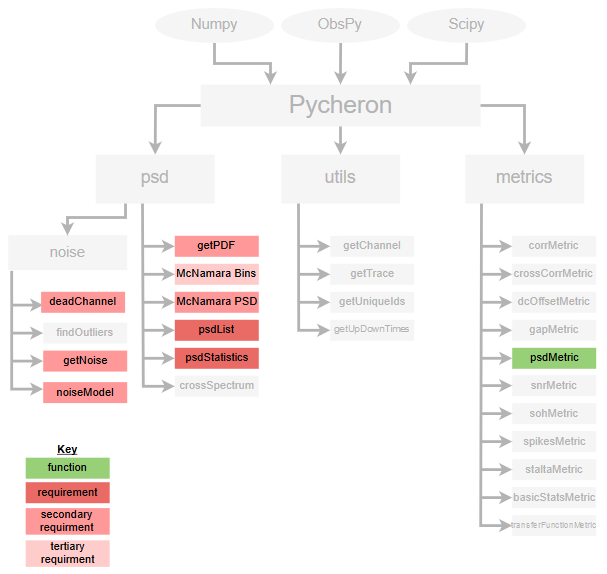 Numpy
ObsPy
Scipy
Pycheron
psd
utils
metrics
noise
deadChannel
findOutliers
getNoise
noiseModel
getPDF
McNamara Bins
McNamara PSD
psdList
psdStatistics
crossSpectrum
getChannel
getTrace
getUniqueIds
getUpDownTimes
corrMetric
crossCorrMetric
dcOffsetMetric
gapMetric
psdMetric
snrMetric
sohMetric
spikesMetric
staltaMetric
basicStatsMetric
transferFunctionMetric
Key
function
requirement
secondary
requirment
tertiary
requirment